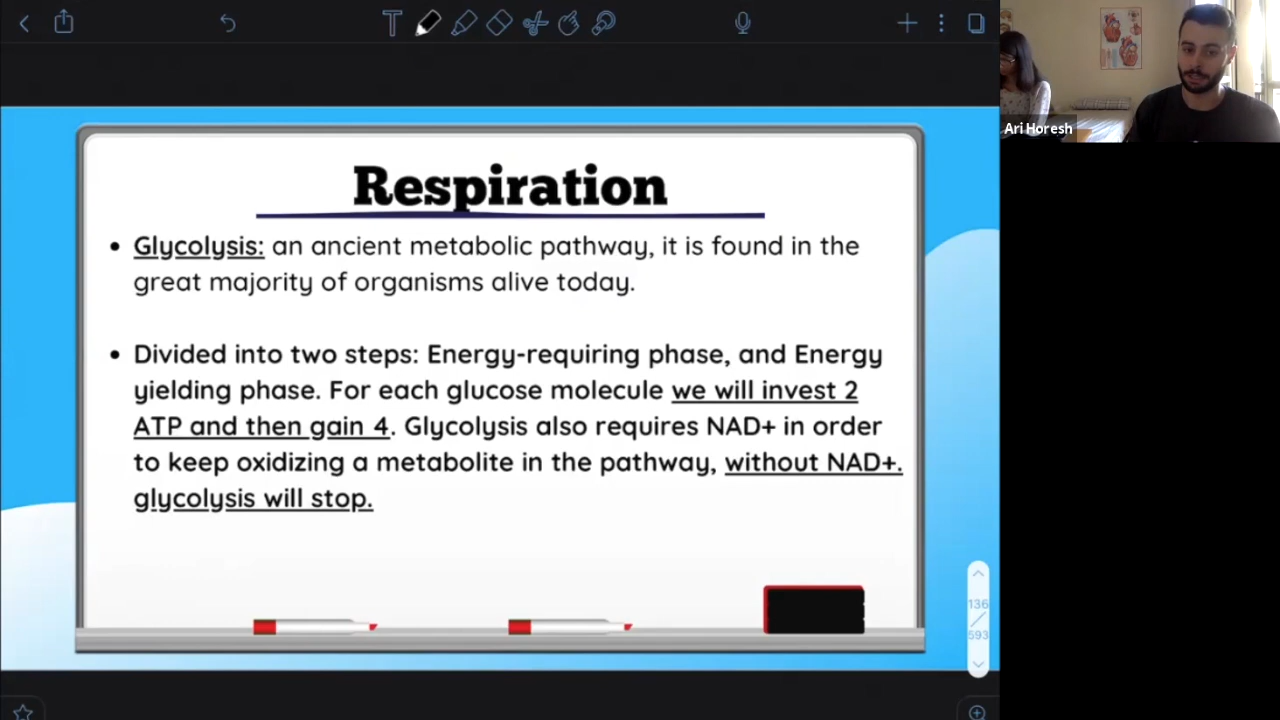 Ari Horesh
Respiration
Glycolysis: an ancient metabolic pathway, it is found in the
great majority of organisms alive today.
Divided into two steps: Energy-requiring phase, and Energy
yielding phase. For each glucose molecule we will invest 2
ATP and then gain 4. Glycolysis also requires NAD+ in order
to keep oxidizing a metabolite in the pathway, without NAD+.
glycolysis will stop.
136
593